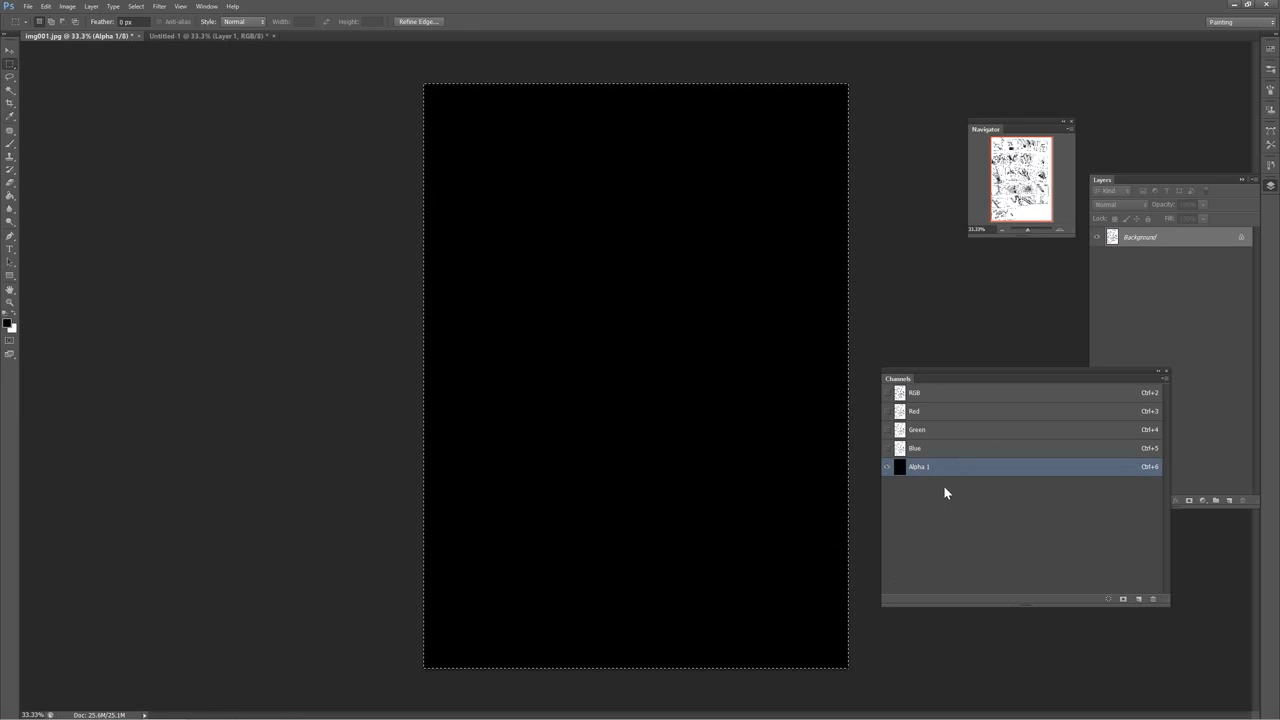 Ps File Edit Image Layer Type Select Filter View Window Help
Feather: 0 px Anti-alias Style: Normal Width: Height: Refine Edge... Painting
img001.jpg @ 33.3% (Alpha 1/8) * × Untitled-1 @ 33.3% (Layer 1, RGB/8) * ×
Navigator
33.33%
Layers
Kind
Normal Opacity: 100%
Lock: Fill: 100%
Background
Channels
RGB Ctrl+2
Red Ctrl+3
Green Ctrl+4
Blue Ctrl+5
Alpha 1 Ctrl+6
33.33% Doc: 25.6M/25.1M